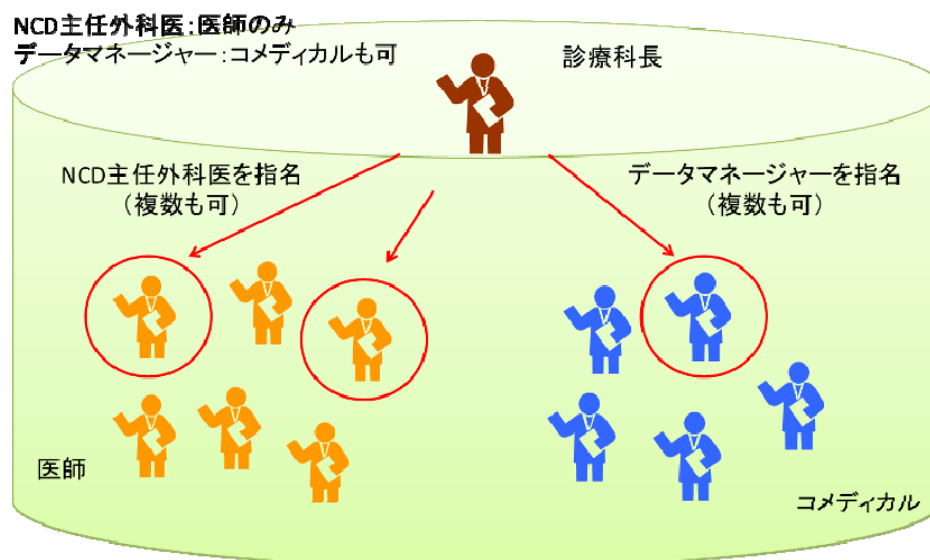 NCD主任外科医:医師のみ
データマネージャー:コメディカルも可
診療科長
NCD主任外科医を指名
(複数も可)
データマネージャーを指名
(複数も可)
医師
コメディカル